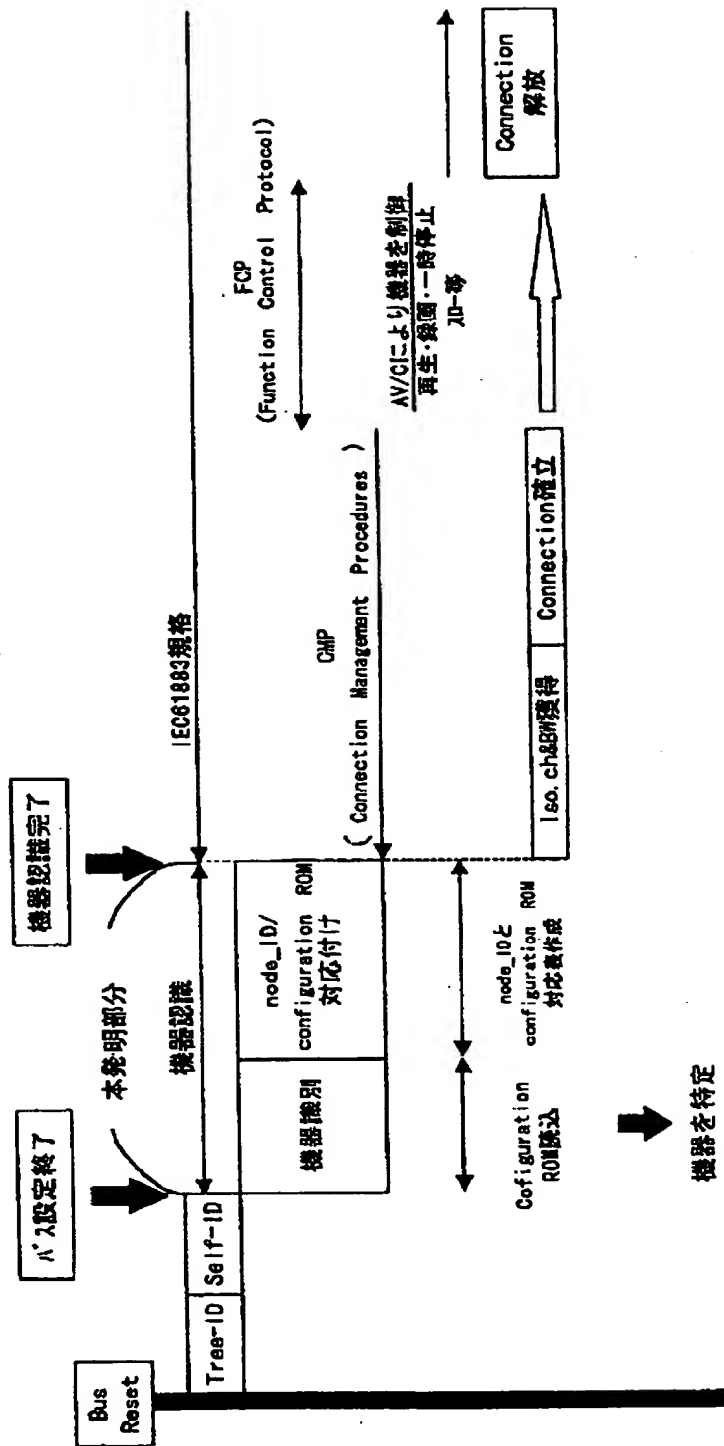 Bus
Reset
バス設定終了
本発明部分
機器認識完了
Tree-ID
Self-ID
機器認識
IEC61883規格
機器識別
node_ID/
configuration ROM
対応付け
CMP
( Connection Management Procedures )
FCP
(Function Control Protocol)
Cofiguration
ROM読込
node_IDと
configuration ROM
対応表作成
AV/Cにより機器を制御
再生・録画・一時停止
スロー等
機器を特定
Iso.ch&BW獲得
Connection確立
Connection
解放